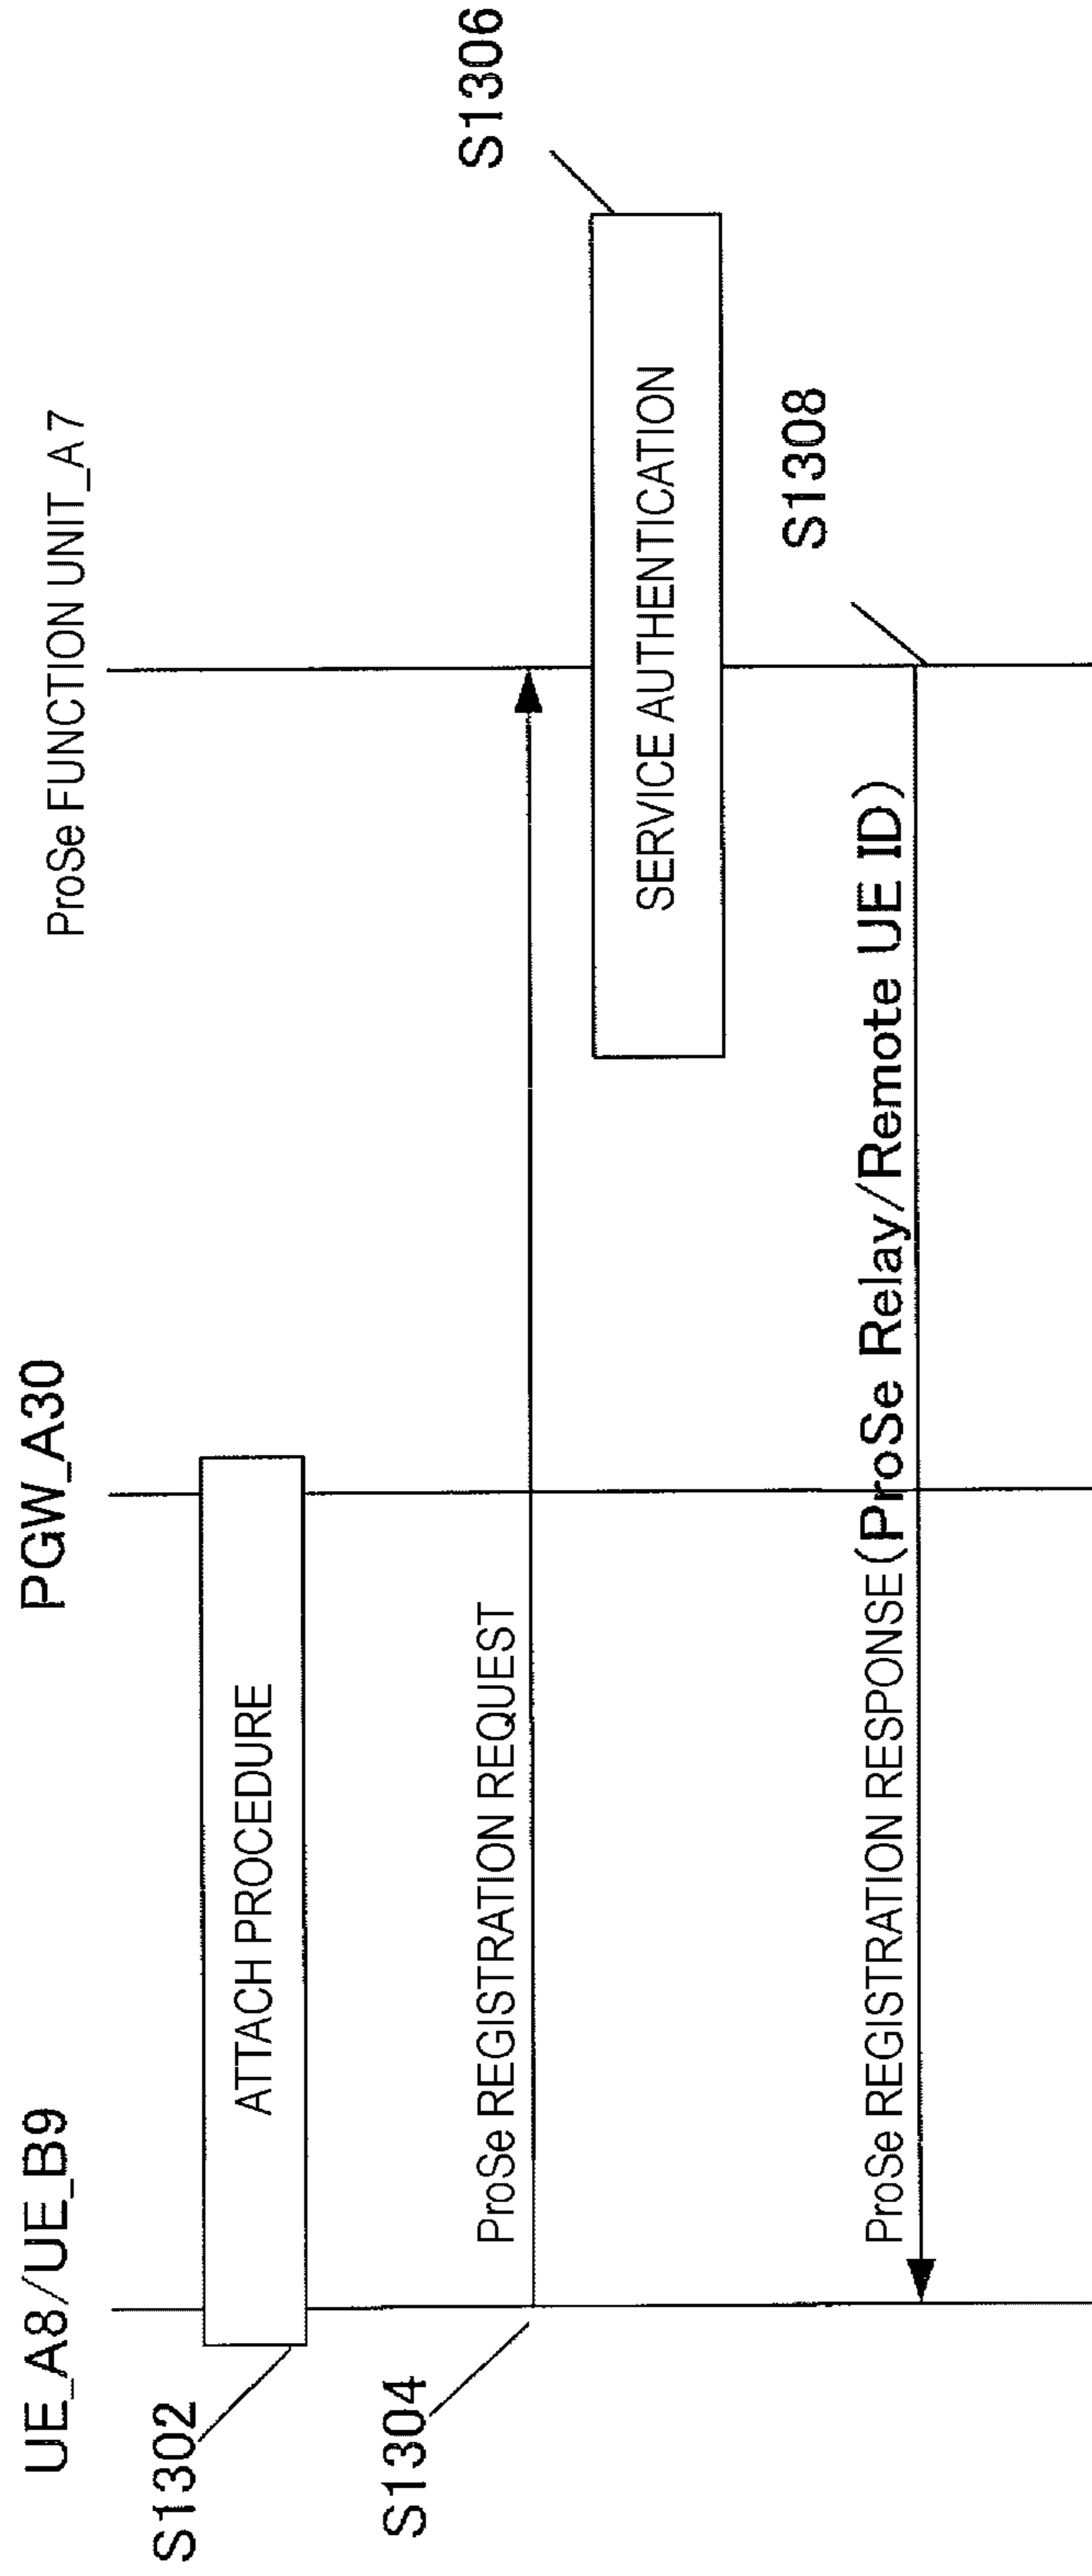 UE_A8/UE_B9
PGW_A30
ProSe FUNCTION UNIT_A7
S1302
ATTACH PROCEDURE
S1304
ProSe REGISTRATION REQUEST
S1306
SERVICE AUTHENTICATION
S1308
ProSe REGISTRATION RESPONSE (ProSe Relay/Remote UE ID)